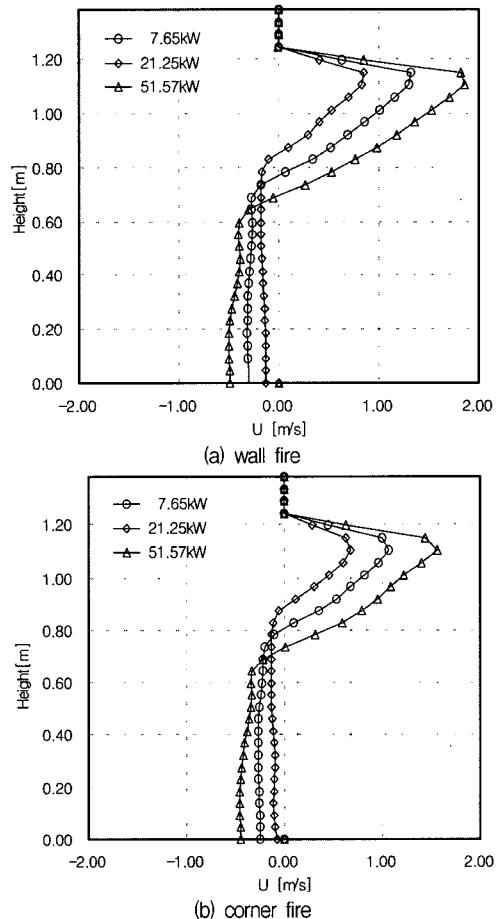 7.65kW
21.25kW
51.57kW
1.20
1.00
0.80
0.60
0.40
0.20
0.00
Height[m]
-2.00 -1.00 0.00 1.00 2.00
U [m/s]
(a) wall fire
7.65kW
21.25kW
51.57kW
1.20
1.00
0.80
0.60
0.40
0.20
0.00
Height[m]
-2.00 -1.00 0.00 1.00 2.00
U [m/s]
(b) corner fire